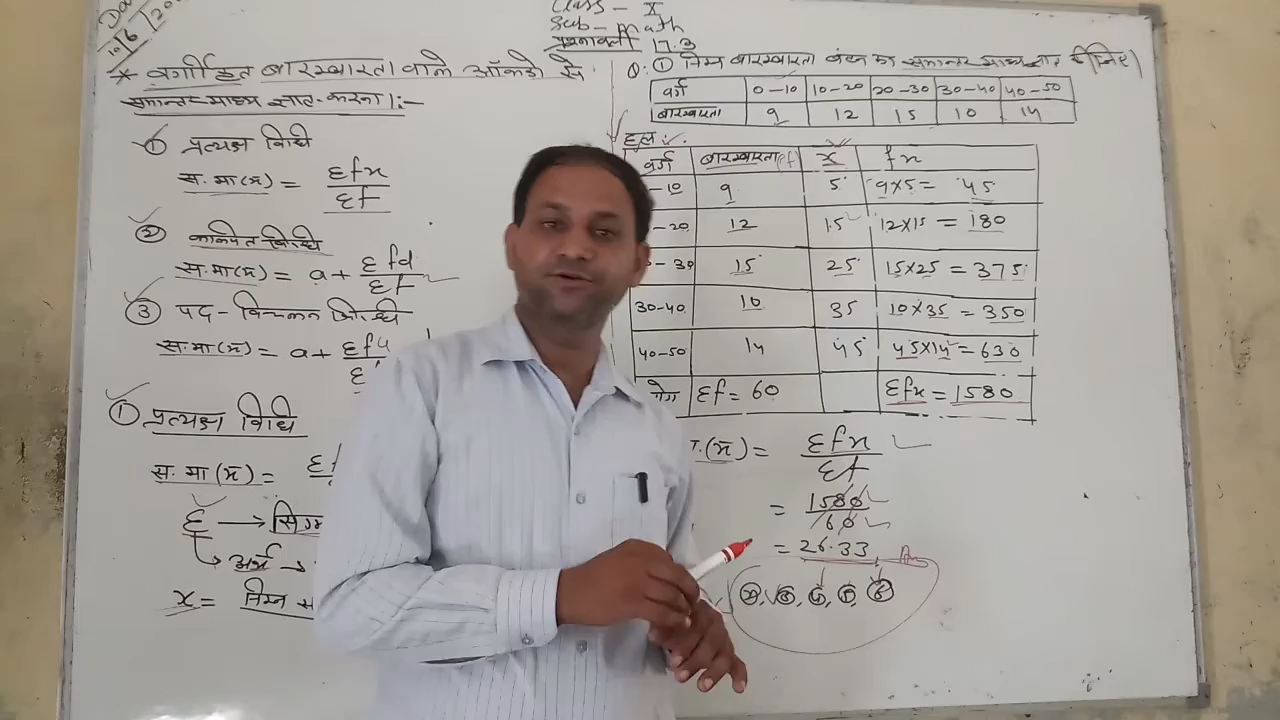 Class - X
Sub - math
प्रश्नावली 17.3
* वर्गीकृत बारम्बारता वाले आँकड़ो से
समान्तर माध्य ज्ञात करना :-
① प्रत्यक्ष विधि
स. मा (x̄) = Σfx / Σf
② कल्पित विधि
स. मा (x̄) = a + Σfd / Σf
③ पद - विचलन विधि
स. मा (x̄) = a + Σfu
① प्रत्यक्ष विधि
स. मा (x̄) =
Σ →
↳ अर्थ →
x = निम्न
Q. ① निम्न बारम्बारता बंटन का समान्तर माध्य ज्ञात कीजिए।
वर्ग 0-10 10-20 20-30 30-40 40-50
बारम्बारता 9 12 15 10 14
हल :-
वर्ग बारम्बारता(f) x fx
-10 9 5 9×5 = 45
-20 12 15 12×15 = 180
-30 15 25 15×25 = 375
30-40 10 35 10×35 = 350
40-50 14 45 45×14 = 630
योग Σf = 60 Σfx = 1580
(x̄) = Σfx / Σf
= 1580 / 60
= 26.33 Ans